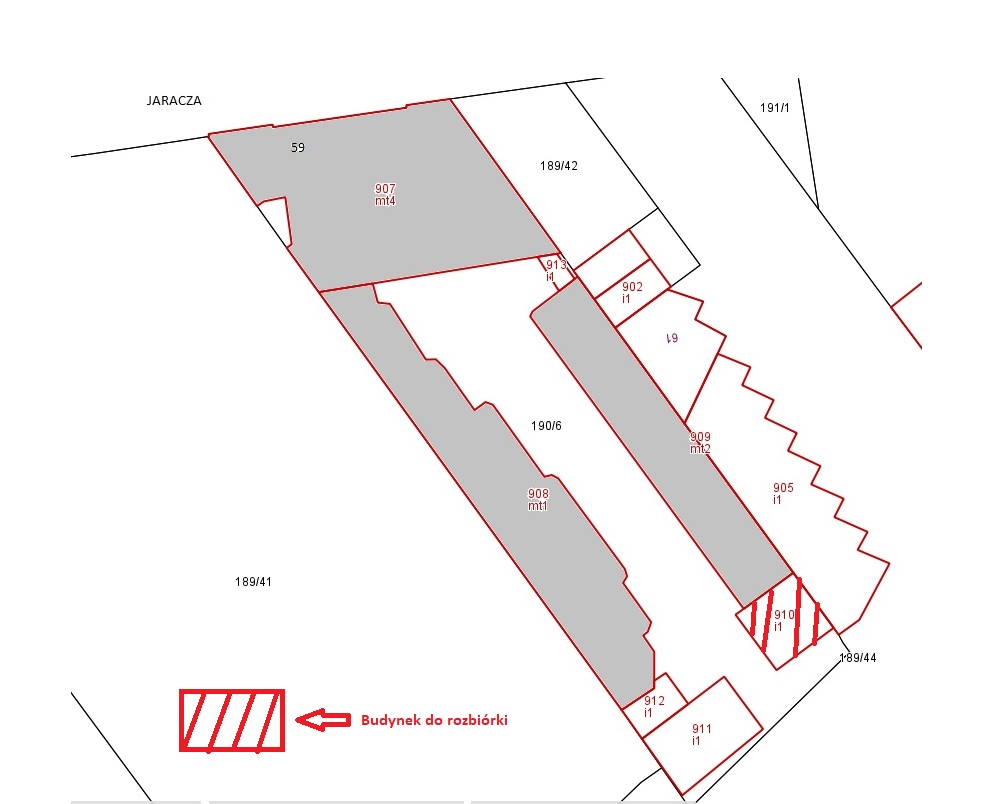 JARACZA
191/1
59
189/42
907
mt4
913
i1
902
i1
61
190/6
909
mt2
908
mt1
905
i1
189/41
910
i1
189/44
912
i1
Budynek do rozbiórki
911
i1